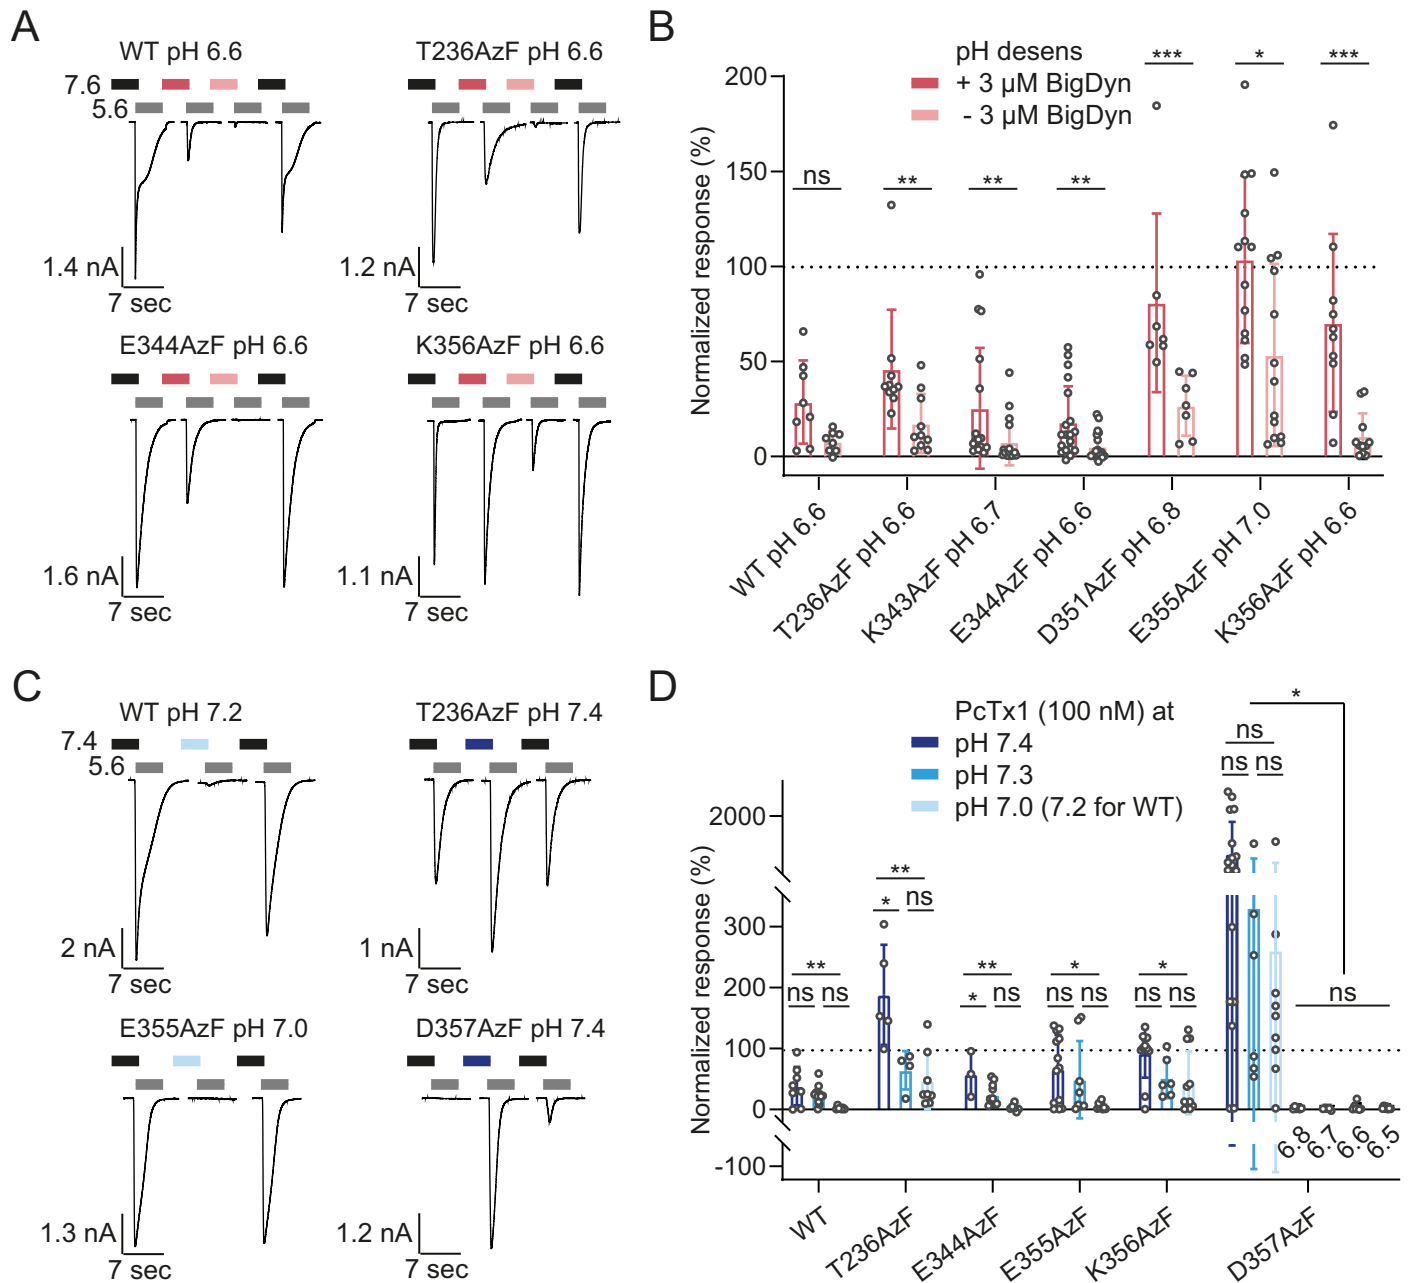 A
WT pH 6.6
7.6
5.6
1.4 nA
7 sec
T236AzF pH 6.6
1.2 nA
7 sec
E344AzF pH 6.6
1.6 nA
7 sec
K356AzF pH 6.6
1.1 nA
7 sec
B
pH desens
+ 3 µM BigDyn
- 3 µM BigDyn
Normalized response (%)
200
150
100
50
0
ns
**
**
**
***
*
***
WT pH 6.6
T236AzF pH 6.6
K343AzF pH 6.7
E344AzF pH 6.6
D351AzF pH 6.8
E355AzF pH 7.0
K356AzF pH 6.6
C
WT pH 7.2
7.4
5.6
2 nA
7 sec
T236AzF pH 7.4
1 nA
7 sec
E355AzF pH 7.0
1.3 nA
7 sec
D357AzF pH 7.4
1.2 nA
7 sec
D
PcTx1 (100 nM) at
pH 7.4
pH 7.3
pH 7.0 (7.2 for WT)
Normalized response (%)
2000
300
200
100
0
-100
**
ns ns
**
* ns
**
* ns
*
ns ns
*
ns ns
*
ns
ns ns
ns
6.8 6.7 6.6 6.5
WT
T236AzF
E344AzF
E355AzF
K356AzF
D357AzF